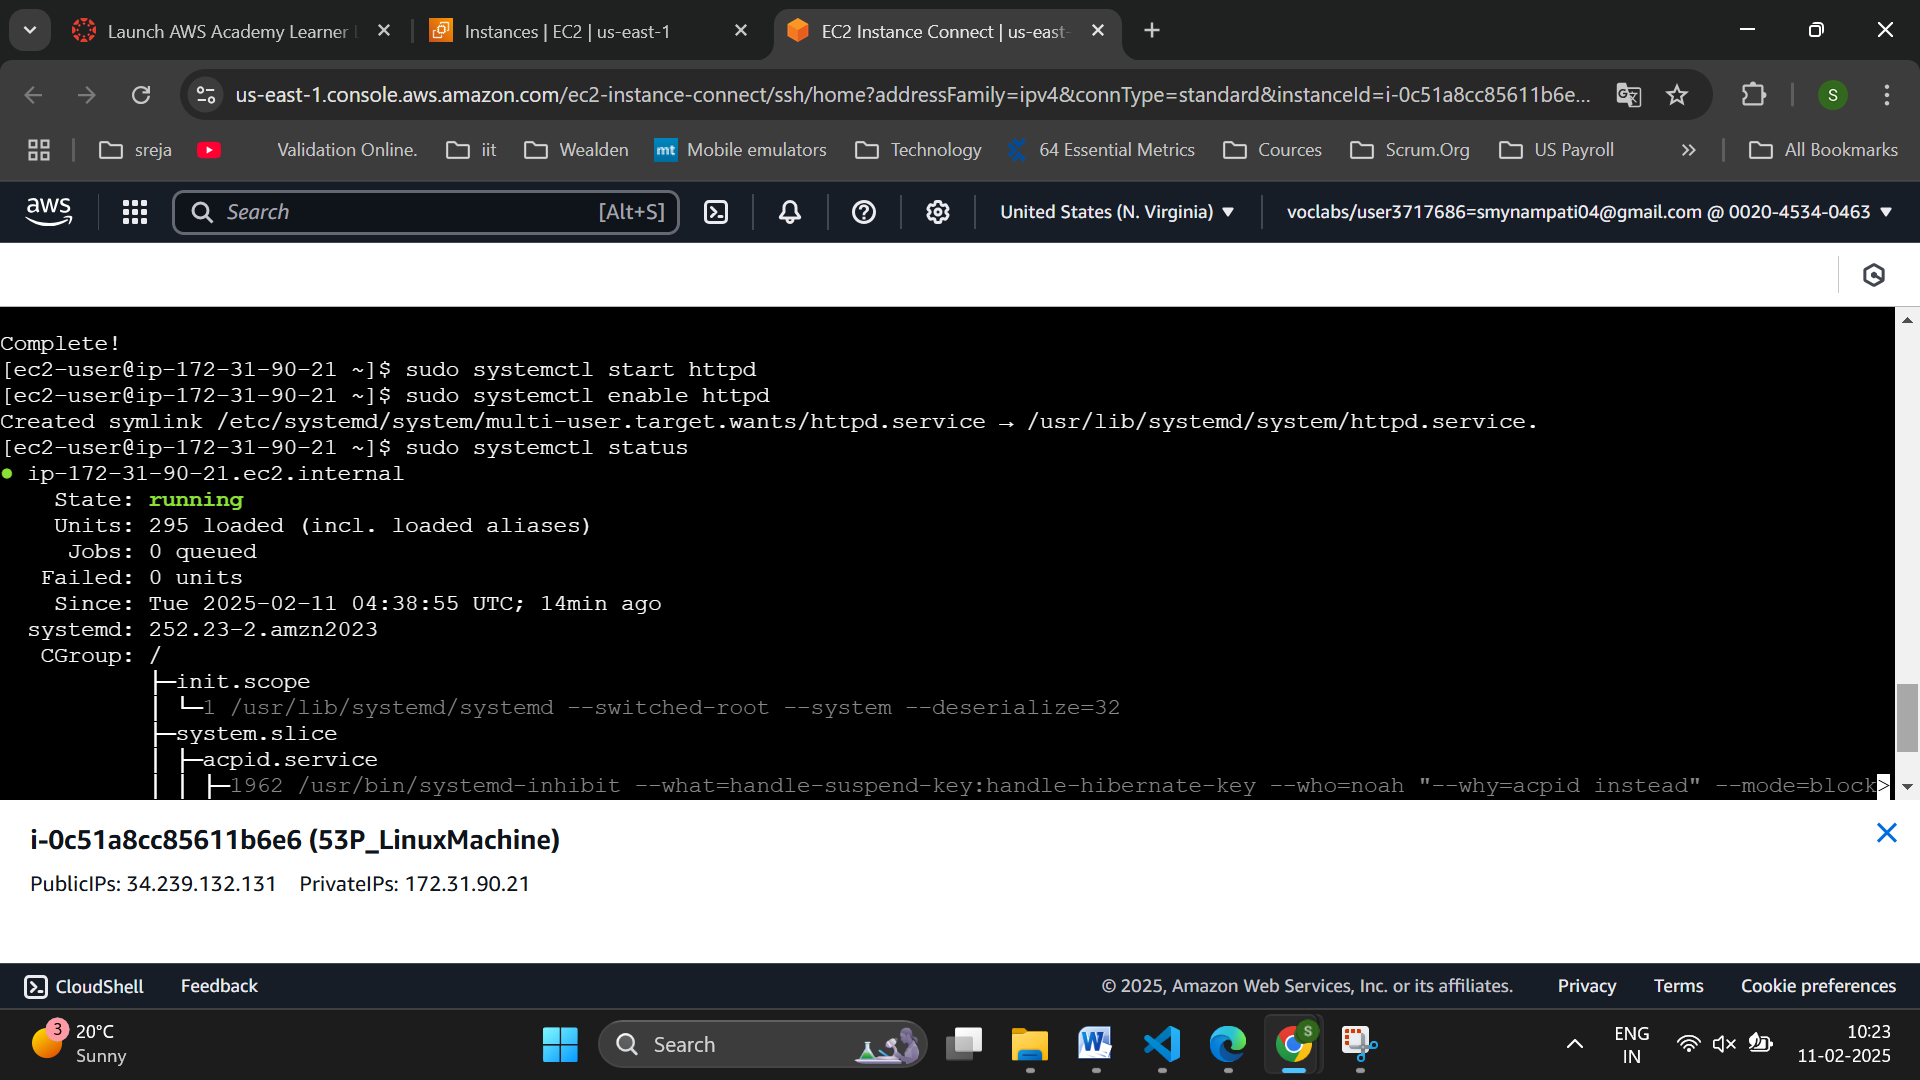 Launch AWS Academy Learner
Instances | EC2 | us-east-1
EC2 Instance Connect | us-east-
us-east-1.console.aws.amazon.com/ec2-instance-connect/ssh/home?addressFamily=ipv4&connType=standard&instanceId=i-0c51a8cc85611b6e...
S
sreja
Validation Online.
iit
Wealden
mt Mobile emulators
Technology
64 Essential Metrics
Cources
Scrum.Org
US Payroll
»
All Bookmarks
aws
Search [Alt+S]
United States (N. Virginia) ▼
voclabs/user3717686=smynampati04@gmail.com @ 0020-4534-0463 ▼
Complete!
[ec2-user@ip-172-31-90-21 ~]$ sudo systemctl start httpd
[ec2-user@ip-172-31-90-21 ~]$ sudo systemctl enable httpd
Created symlink /etc/systemd/system/multi-user.target.wants/httpd.service → /usr/lib/systemd/system/httpd.service.
[ec2-user@ip-172-31-90-21 ~]$ sudo systemctl status
● ip-172-31-90-21.ec2.internal
State: running
Units: 295 loaded (incl. loaded aliases)
Jobs: 0 queued
Failed: 0 units
Since: Tue 2025-02-11 04:38:55 UTC; 14min ago
systemd: 252.23-2.amzn2023
CGroup: /
├─init.scope
│ └─1 /usr/lib/systemd/systemd --switched-root --system --deserialize=32
├─system.slice
│ ├─acpid.service
│ │ ├─1962 /usr/bin/systemd-inhibit --what=handle-suspend-key:handle-hibernate-key --who=noah "--why=acpid instead" --mode=block>
i-0c51a8cc85611b6e6 (53P_LinuxMachine)
PublicIPs: 34.239.132.131 PrivateIPs: 172.31.90.21
CloudShell Feedback © 2025, Amazon Web Services, Inc. or its affiliates. Privacy Terms Cookie preferences
3
20°C
Sunny
Search
S
ENG
IN
10:23
11-02-2025